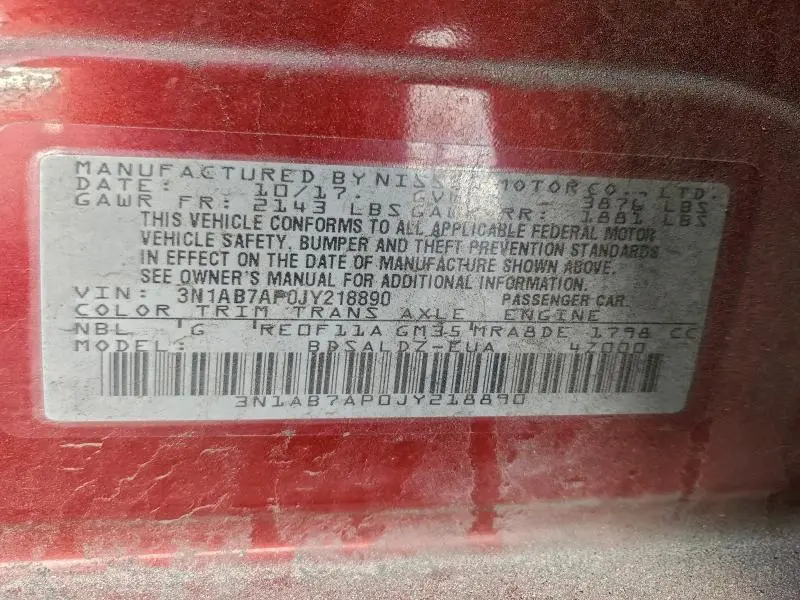 MANUFACTURED BY NISS MOTOR CO., LTD.
DATE: 10/17. GV 3876 LBS
GAWR FR: 2143 LBS GAWR RR: 1881 LBS
THIS VEHICLE CONFORMS TO ALL APPLICABLE FEDERAL MOTOR
VEHICLE SAFETY, BUMPER AND THEFT PREVENTION STANDARDS
IN EFFECT ON THE DATE OF MANUFACTURE SHOWN ABOVE.
SEE OWNER'S MANUAL FOR ADDITIONAL INFORMATION.
VIN: 3N1AB7AP0JY218890 PASSENGER CAR
COLOR TRIM TRANS AXLE ENGINE
NBL 'G 'RE0F11A GM35 'MRA8DE 1798 CC
MODEL: BDSALDZ-EUA 47000
3N1AB7AP0JY218890